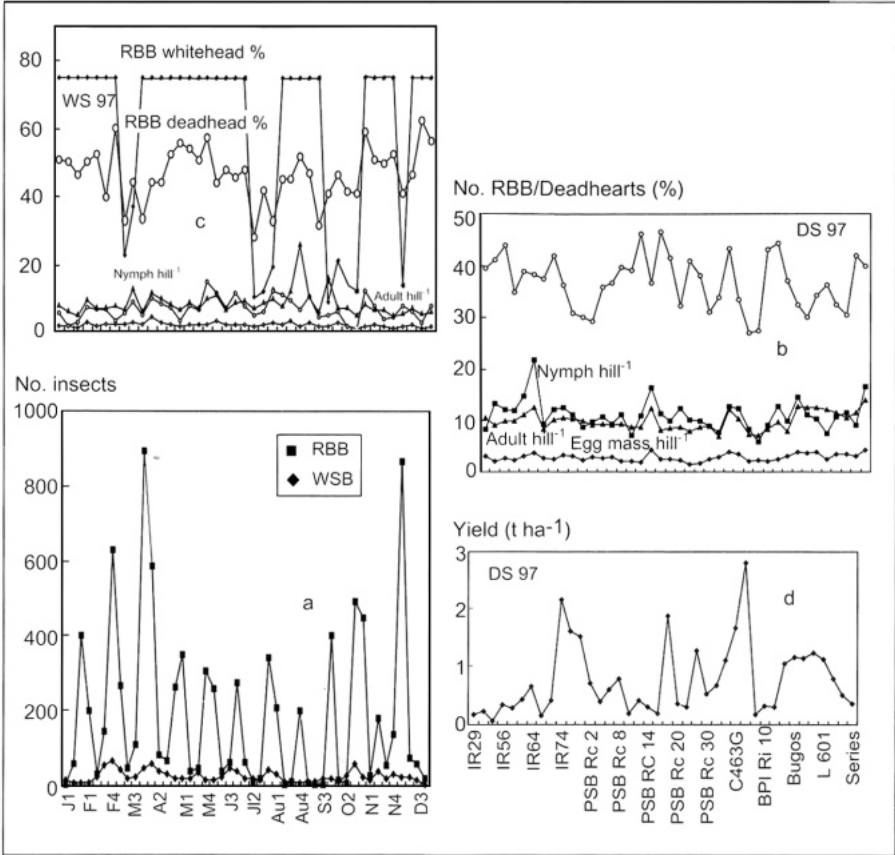 80
60
40
20
0
RBB whitehead %
WS 97
RBB deadhead %
c
Nymph hill-1
Adult hill-1
No. insects
1000
800
600
400
200
0
RBB
WSB
a
J1
F1
F4
M3
A2
M1
M4
J3
Jl2
Au1
Au4
S3
O2
N1
N4
D3
No. RBB/Deadhearts (%)
50
40
30
20
10
0
DS 97
b
Nymph hill-1
Adult hill-1
Egg mass hill-1
Yield (t ha-1)
3
2
1
0
DS 97
d
IR29
IR56
IR64
IR74
PSB Rc 2
PSB Rc 8
PSB RC 14
PSB Rc 20
PSB Rc 30
C463G
BPI Ri 10
Bugos
L 601
Series